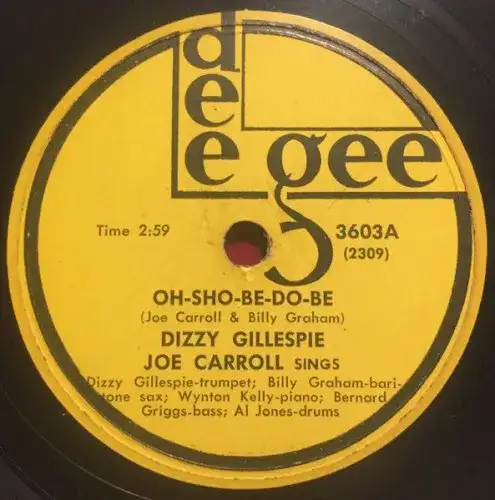 dee gee
Time 2:59
3603A
(2309)
OH-SHO-BE-DO-BE
(Joe Carroll & Billy Graham)
DIZZY GILLESPIE
JOE CARROLL SINGS
Dizzy Gillespie-trumpet; Billy Graham-bari-
tone sax; Wynton Kelly-piano; Bernard
Griggs-bass; Al Jones-drums